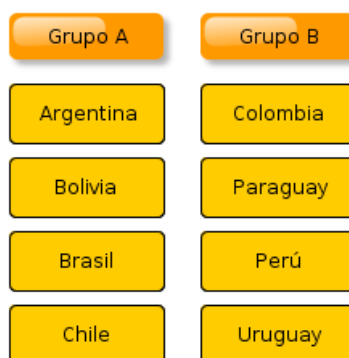 Grupo A
Grupo B
Argentina
Colombia
Bolivia
Paraguay
Brasil
Perú
Chile
Uruguay